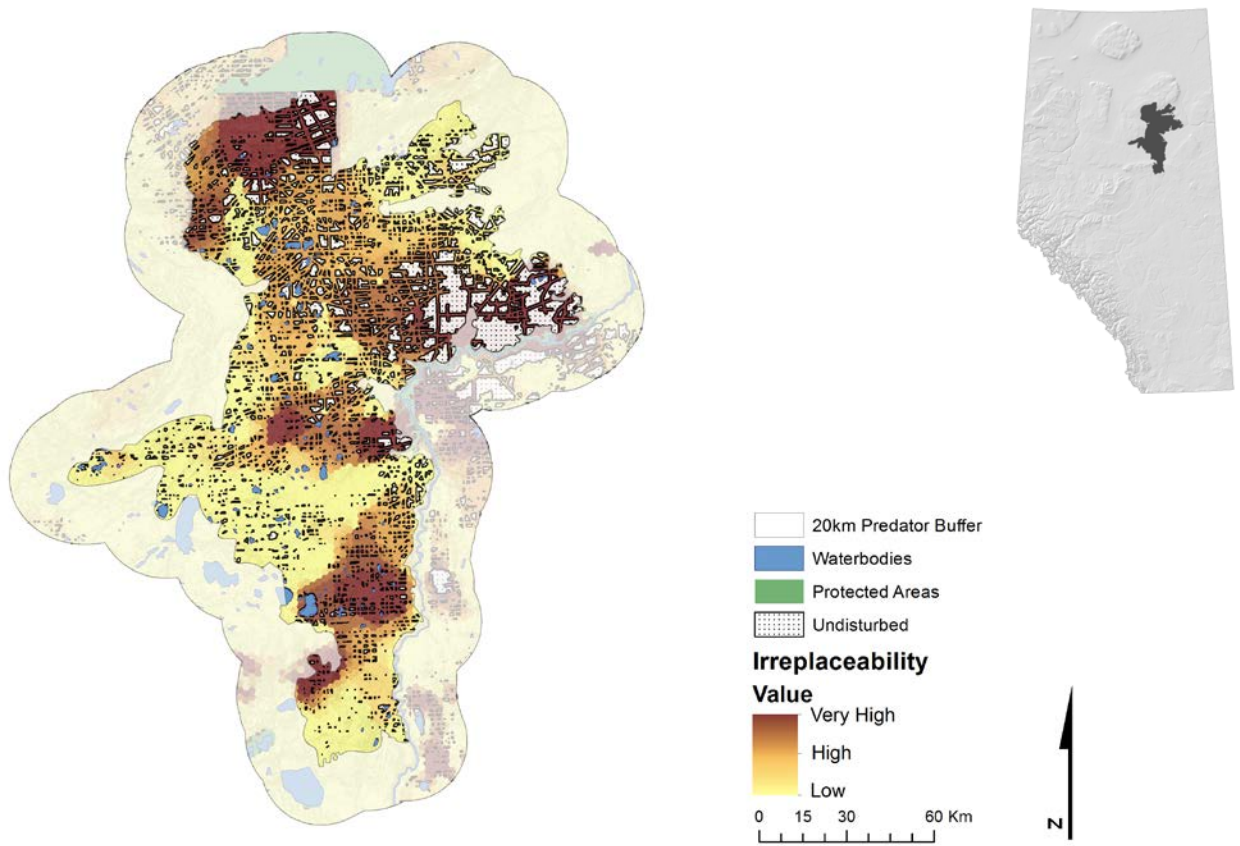 20km Predator Buffer
Waterbodies
Protected Areas
Undisturbed
Irreplaceability
Value
Very High
High
Low
0 15 30 60 Km
N